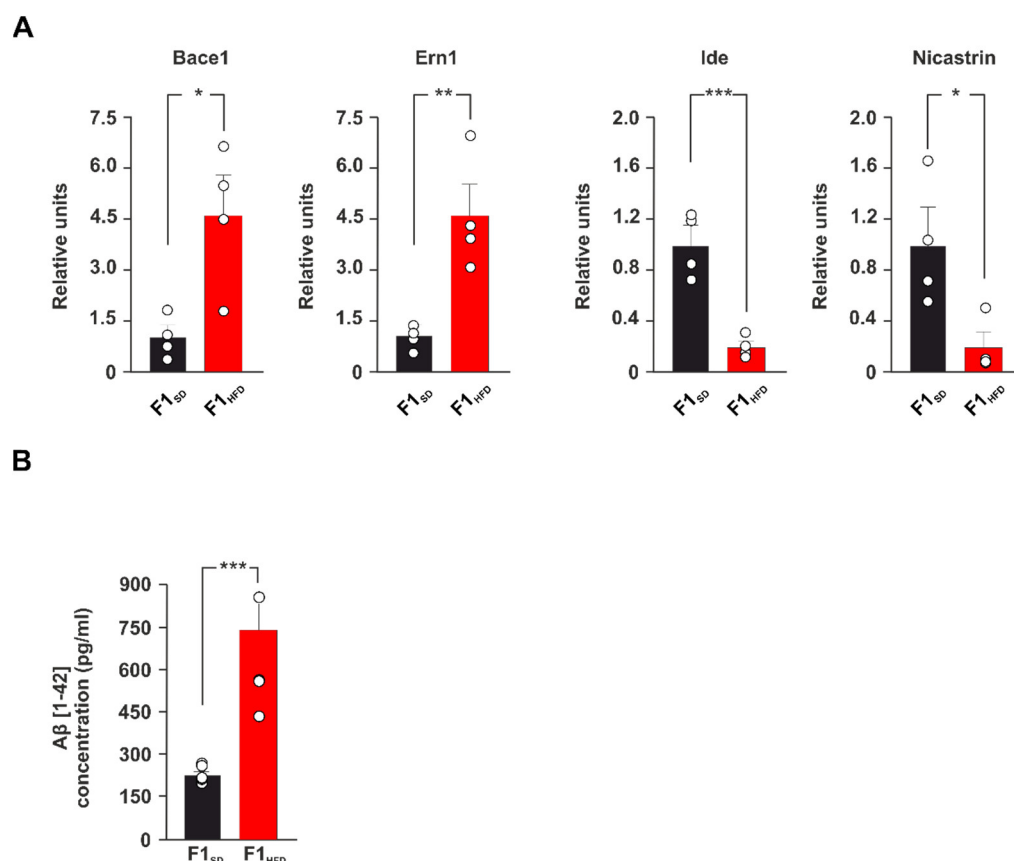 A
Bace1
*
7.5
6.0
4.5
3.0
1.5
0
Relative units
F1SD
F1HFD
Ern1
**
7.5
6.0
4.5
3.0
1.5
0
Relative units
F1SD
F1HFD
Ide
***
2.0
1.6
1.2
0.8
0.4
0
Relative units
F1SD
F1HFD
Nicastrin
*
2.0
1.6
1.2
0.8
0.4
0
Relative units
F1SD
F1HFD
B
***
900
750
600
450
300
150
0
Aβ [1-42]
concentration (pg/ml)
F1SD
F1HFD